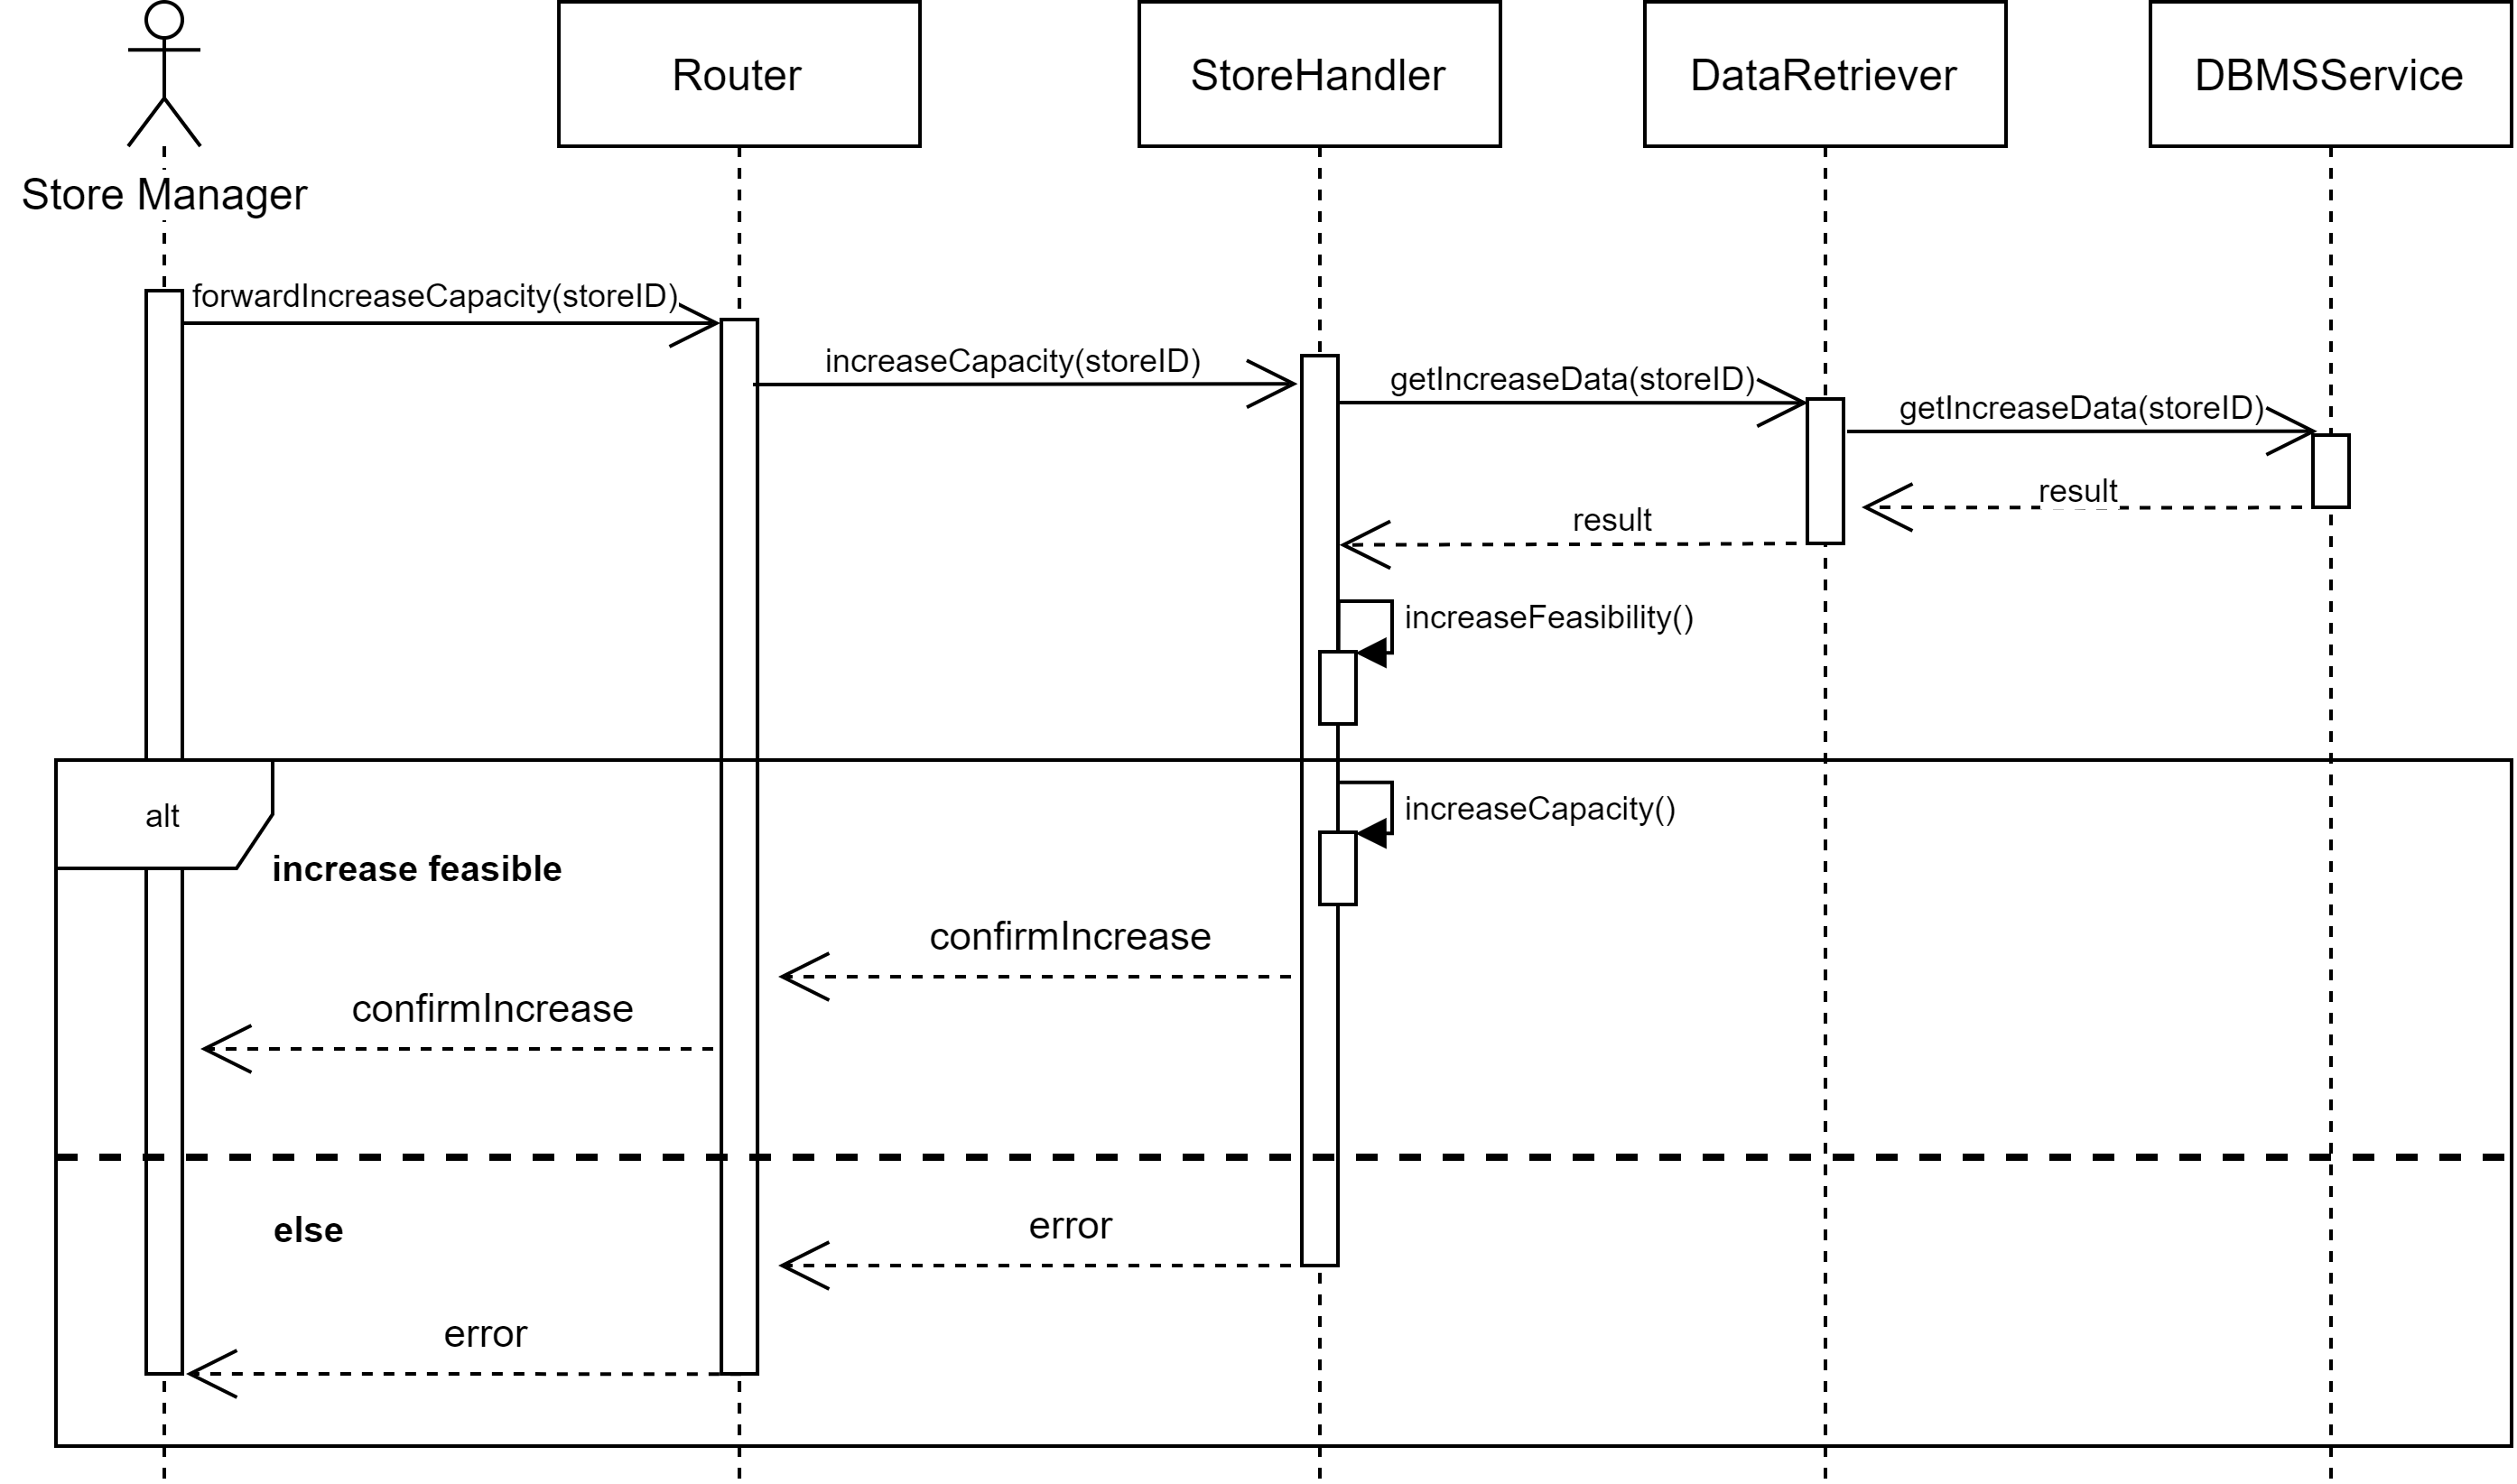 Router
StoreHandler
DataRetriever
DBMSService
Store Manager
forwardIncreaseCapacity(storeID)
increaseCapacity(storeID)
getIncreaseData(storeID)
getIncreaseData(storeID)
result
result
increaseFeasibility()
alt
increaseCapacity()
increase feasible
confirmIncrease
confirmIncrease
else
error
error